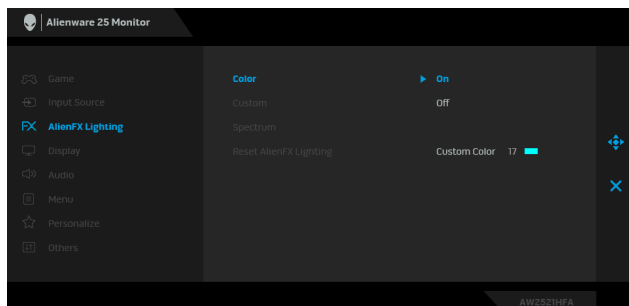 Alienware 25 Monitor
Game
Input Source
FX AlienFX Lighting
Display
Audio
Menu
Personalize
Others
Color
Custom
Spectrum
Reset AlienFX Lighting
On
Off
Custom Color 17
AW2521HFA